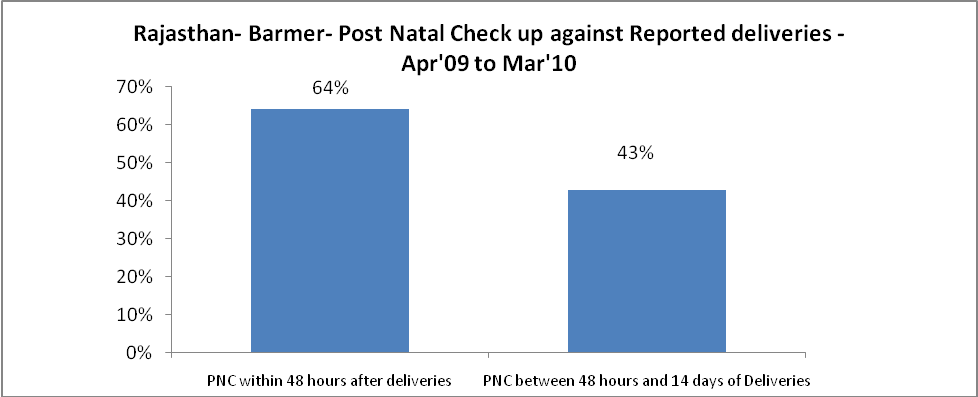 Rajasthan- Barmer- Post Natal Check up against Reported deliveries -
Apr'09 to Mar'10
70%
60%
50%
40%
30%
20%
10%
0%
64%
43%
PNC within 48 hours after deliveries
PNC between 48 hours and 14 days of Deliveries